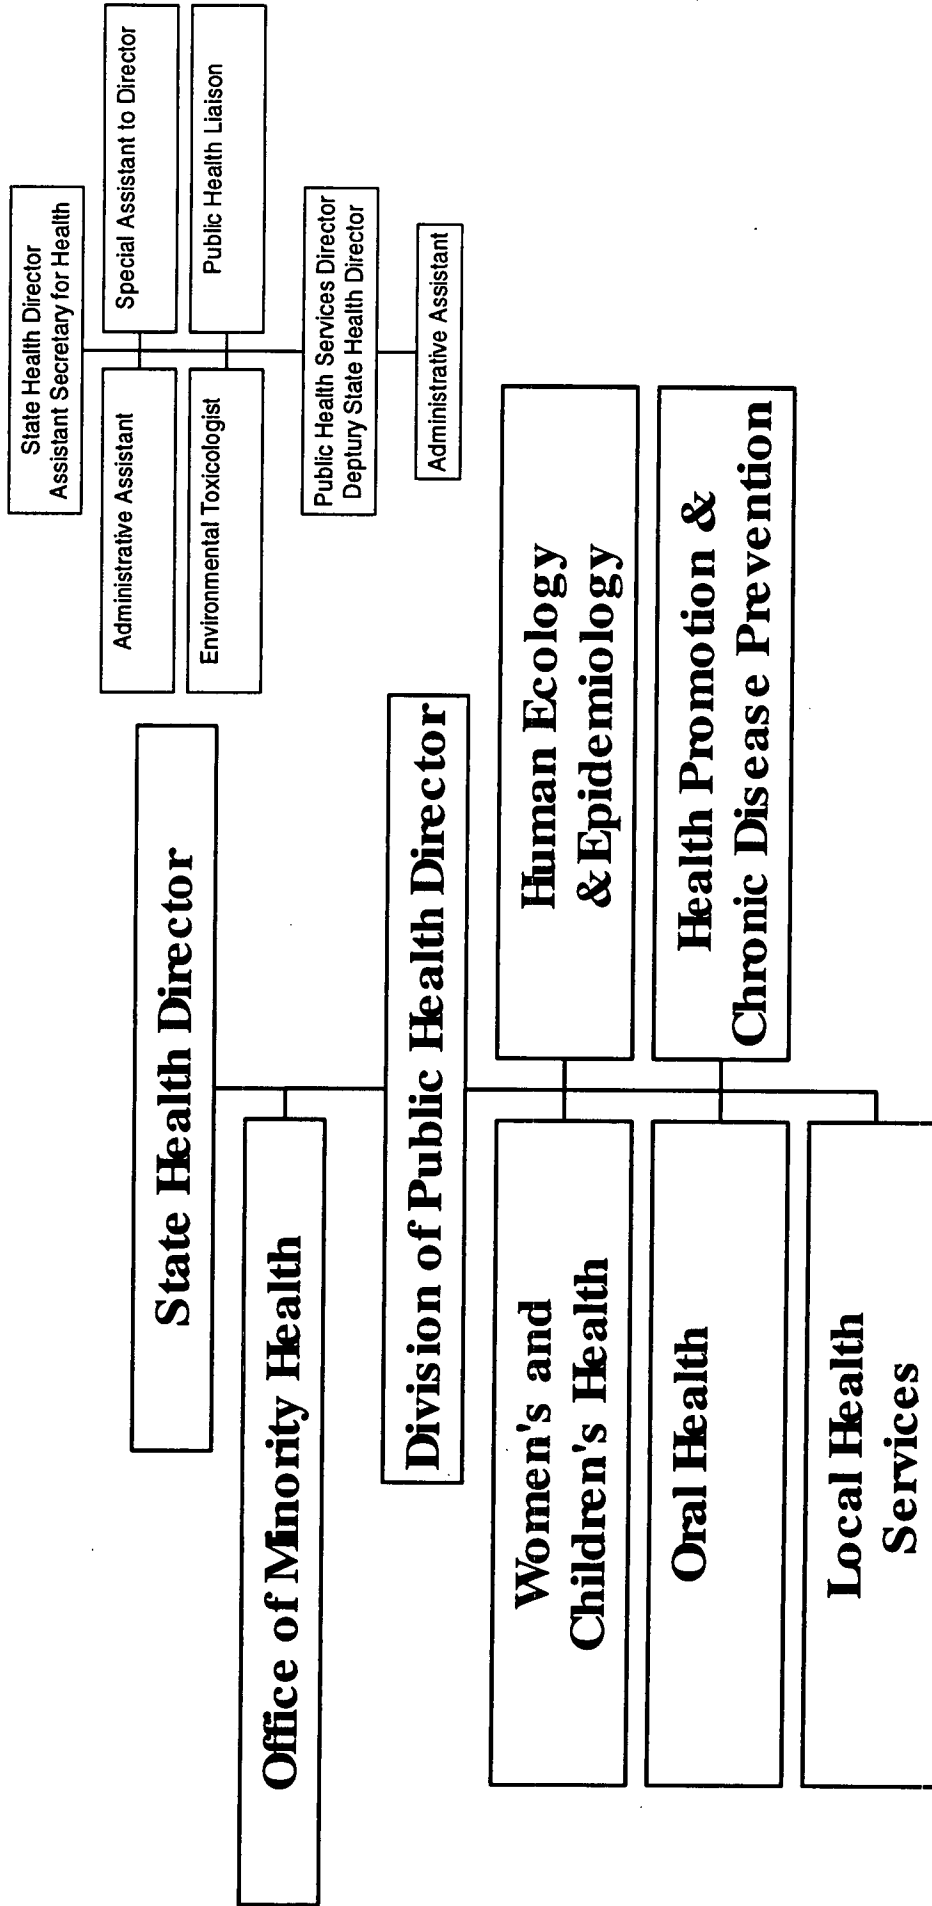 State Health Director
Assistant Secretary for Health
Administrative Assistant
Special Assistant to Director
Environmental Toxicologist
Public Health Liaison
Public Health Services Director
Deptury State Health Director
Administrative Assistant
State Health Director
Office of Minority Health
Division of Public Health Director
Women's and
Children's Health
Human Ecology
& Epidemiology
Oral Health
Health Promotion &
Chronic Disease Prevention
Local Health
Services